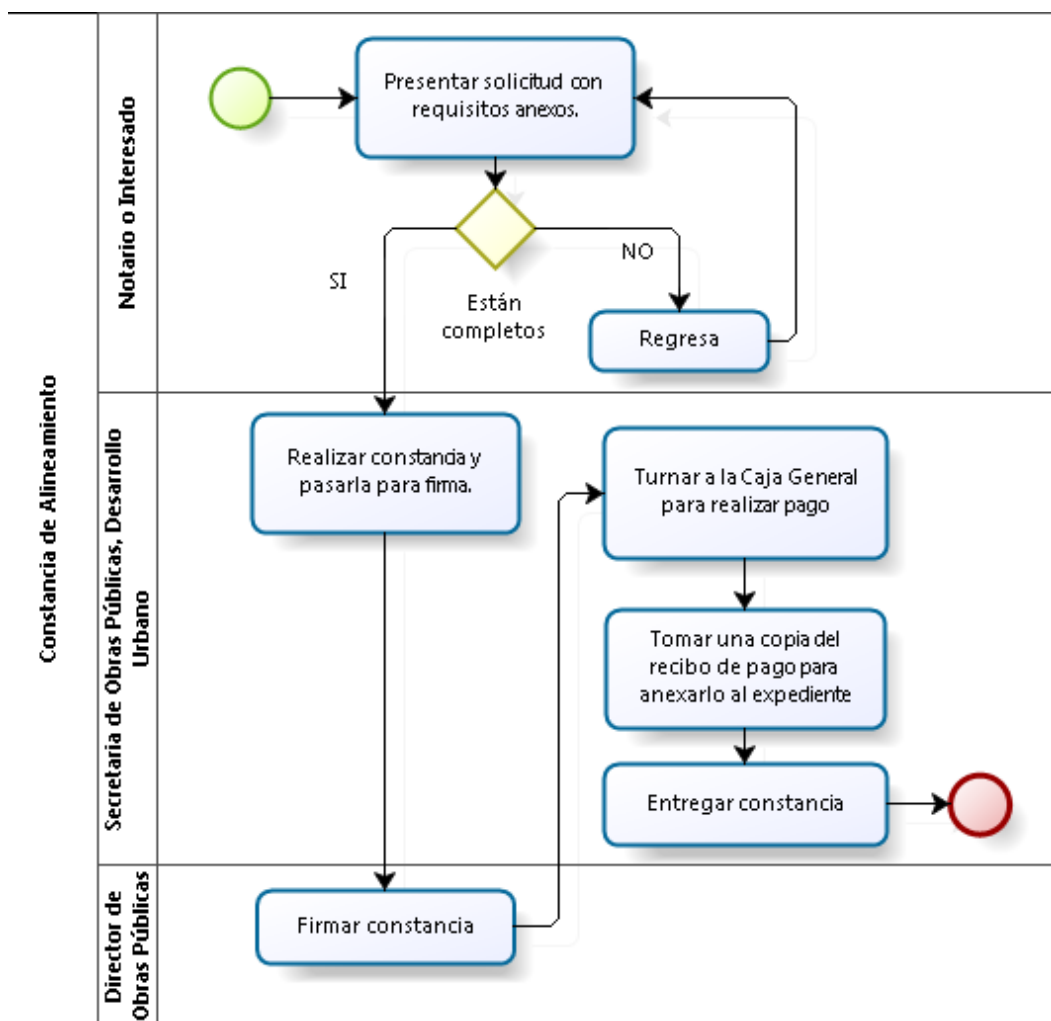 Constancia de Alineamiento
Notario o Interesado
Presentar solicitud con
requisitos anexos.
SI
NO
Están
completos
Regresa
Secretaria de Obras Públicas, Desarrollo
Urbano
Realizar constancia y
pasarla para firma.
Turnar a la Caja General
para realizar pago
Tomar una copia del
recibo de pago para
anexarlo al expediente
Entregar constancia
Director de
Obras Públicas
Firmar constancia